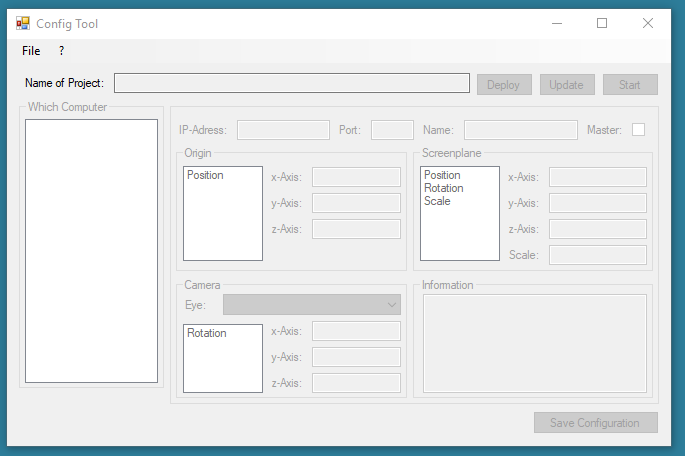 Config Tool
File ?
Name of Project: Deploy Update Start
Which Computer
IP-Adress: Port: Name: Master:
Origin
Position
x-Axis:
y-Axis:
z-Axis:
Screenplane
Position
Rotation
Scale
x-Axis:
y-Axis:
z-Axis:
Scale:
Camera
Eye:
Rotation
x-Axis:
y-Axis:
z-Axis:
Information
Save Configuration